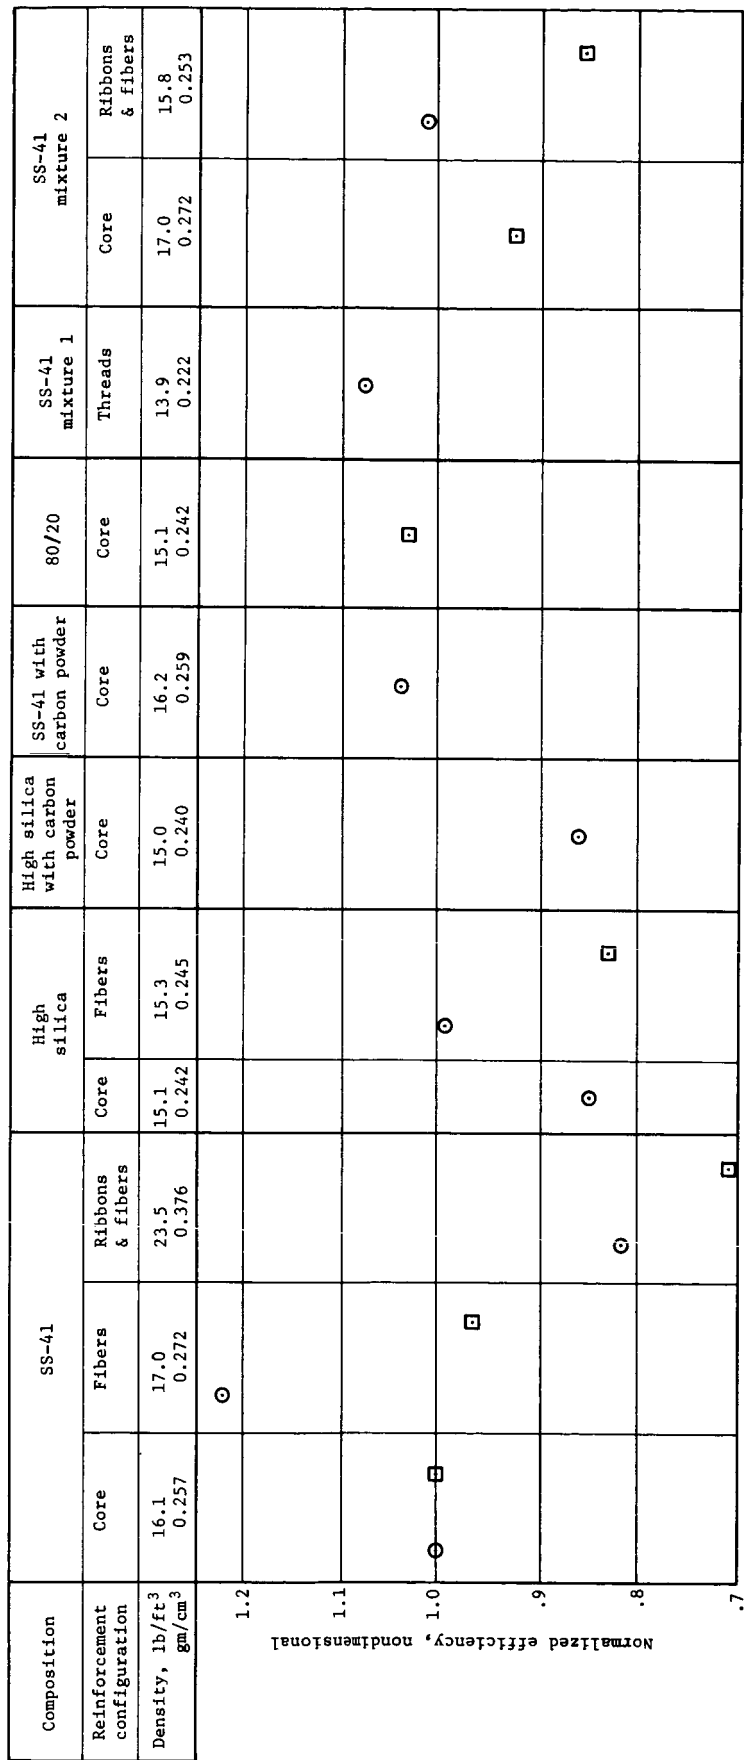 Composition
SS-41
High
silica
High silica
with carbon
powder
SS-41 with
carbon powder
80/20
SS-41
mixture 1
SS-41
mixture 2
Reinforcement
configuration
Core
Fibers
Ribbons
& fibers
Core
Fibers
Core
Core
Core
Threads
Core
Ribbons
& fibers
Density, lb/ft³
gm/cm³
16.1
0.257
17.0
0.272
23.5
0.376
15.1
0.242
15.3
0.245
15.0
0.240
16.2
0.259
15.1
0.242
13.9
0.222
17.0
0.272
15.8
0.253
Normalized efficiency, nondimensional
1.2
1.1
1.0
.9
.8
.7